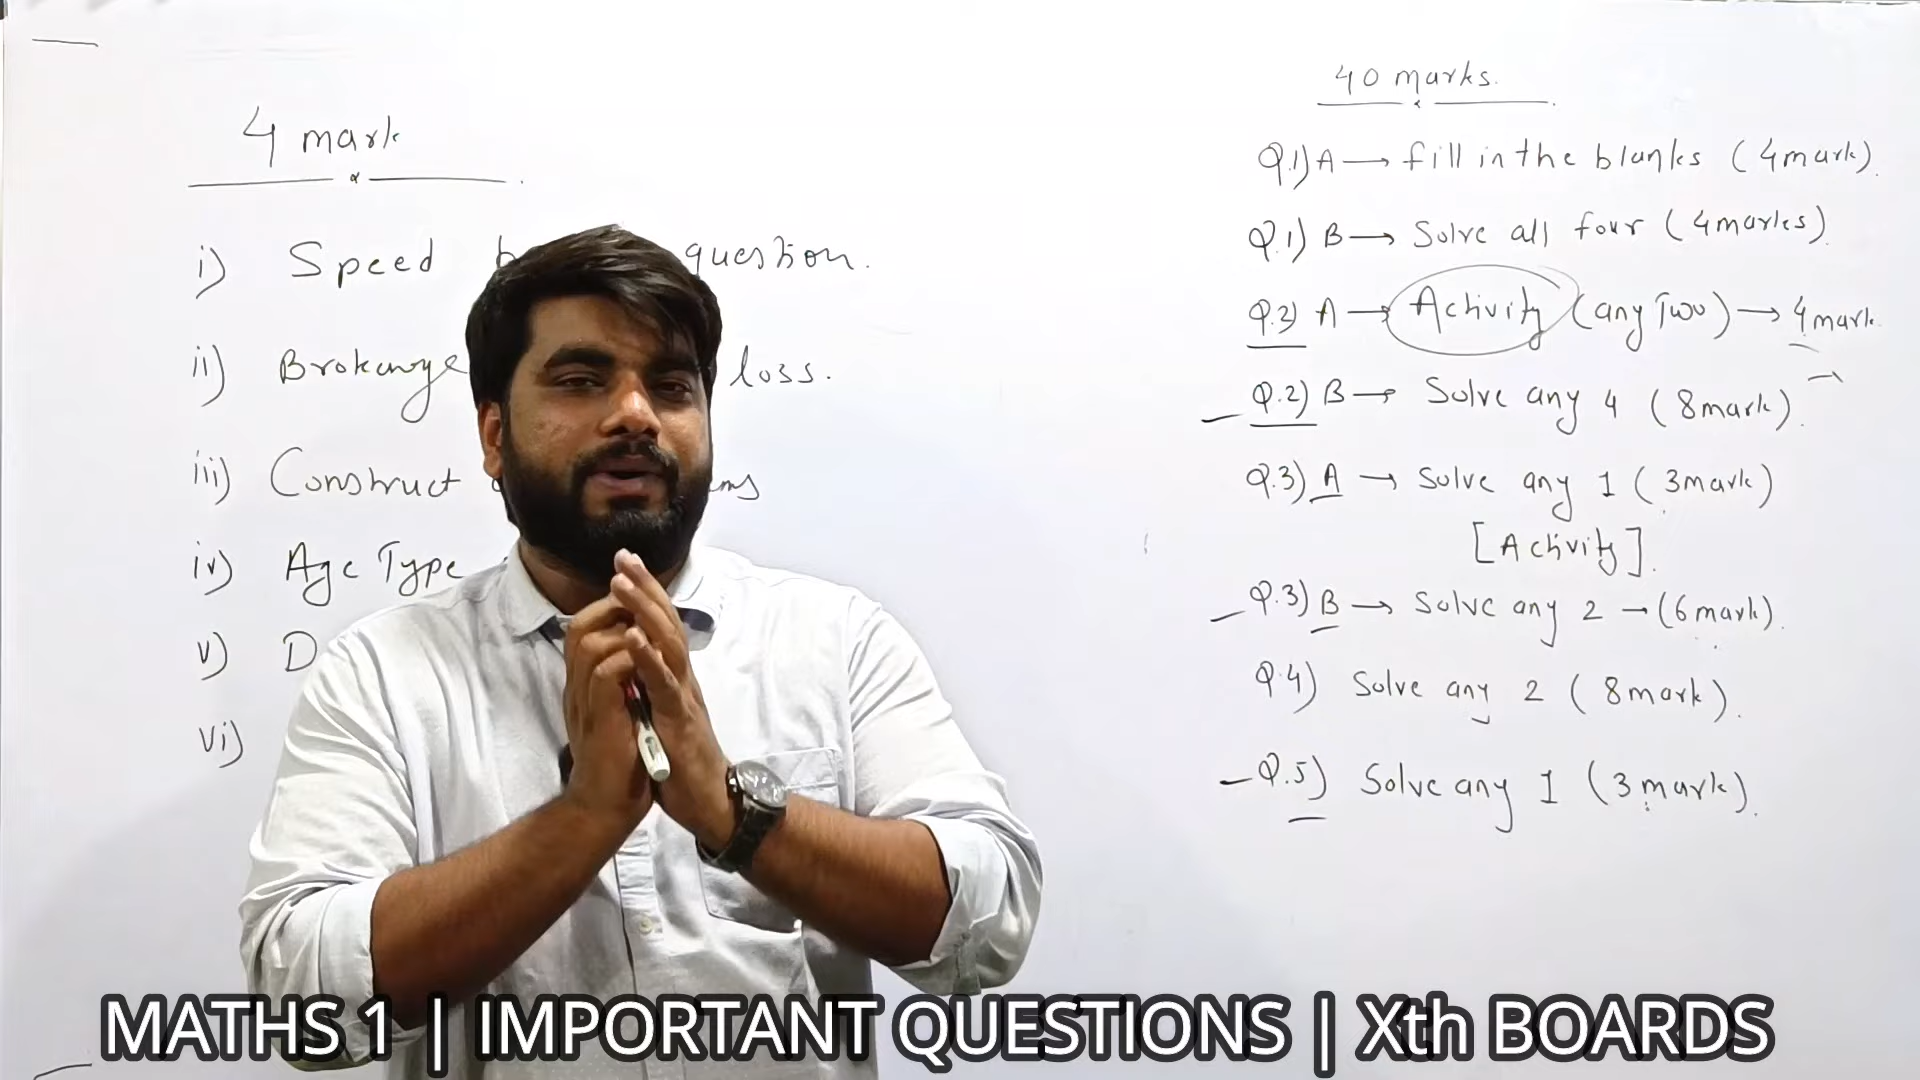 4 mark
i) Speed question.
ii) Brokerage loss.
iii) Construct
iv) Age Type
v) D
vi)
40 marks.
Q.1) A → fill in the blanks (4 mark).
Q.1) B → Solve all four (4 marks).
Q.2) A → Activity (any Two) → 4 mark.
Q.2) B → Solve any 4 (8 mark).
Q.3) A → Solve any 1 (3 mark)
[Activity].
Q.3) B → Solve any 2 → (6 mark).
Q.4) Solve any 2 (8 mark).
Q.5) Solve any 1 (3 mark).
MATHS 1 | IMPORTANT QUESTIONS | Xth BOARDS